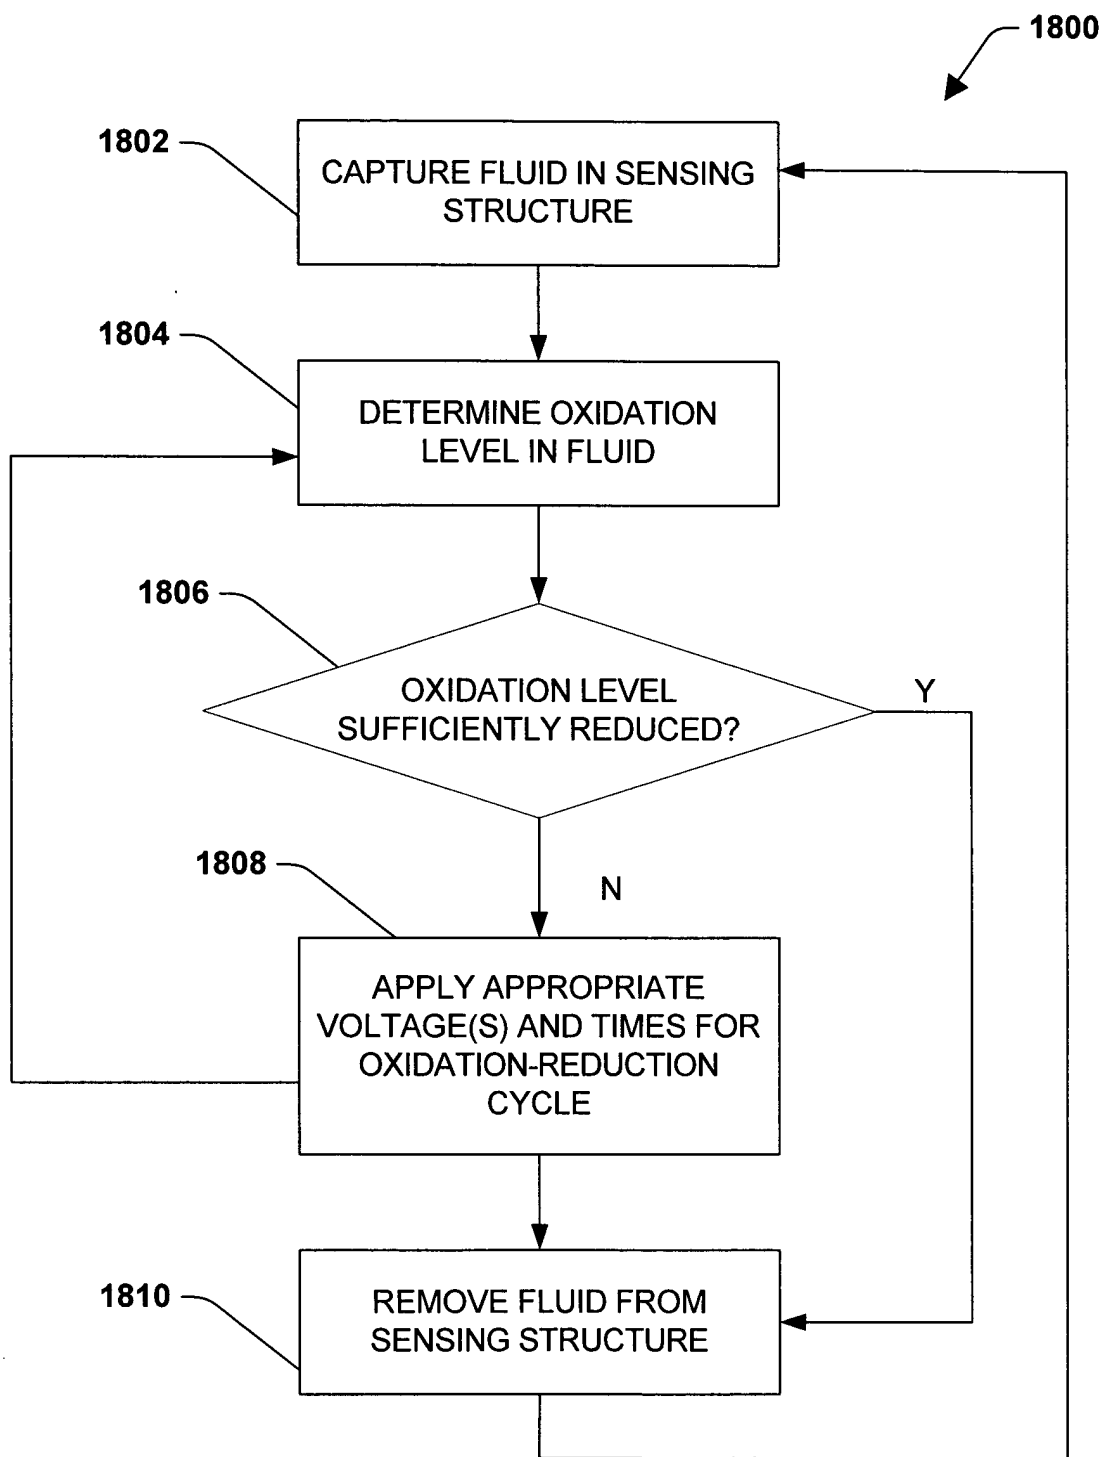 1800
1802
CAPTURE FLUID IN SENSING
STRUCTURE
1804
DETERMINE OXIDATION
LEVEL IN FLUID
1806
OXIDATION LEVEL
SUFFICIENTLY REDUCED?
Y
1808
N
APPLY APPROPRIATE
VOLTAGE(S) AND TIMES FOR
OXIDATION-REDUCTION
CYCLE
1810
REMOVE FLUID FROM
SENSING STRUCTURE